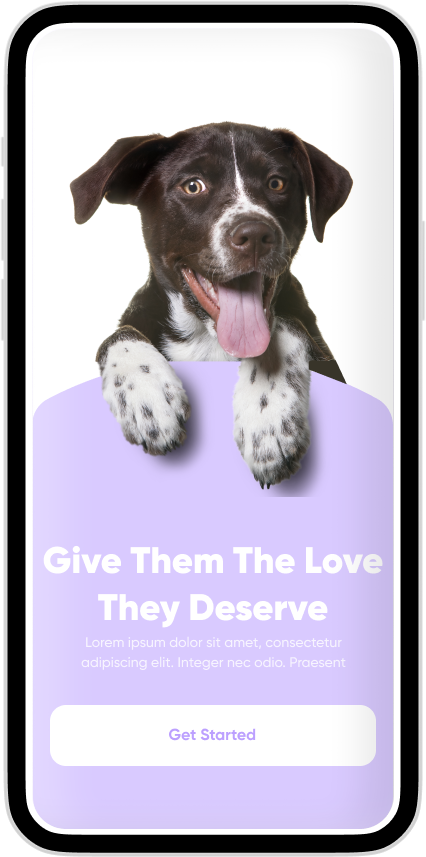 Give Them The Love
They Deserve
Lorem ipsum dolor sit amet, consectetur
adipiscing elit. Integer nec odio. Praesent
Get Started